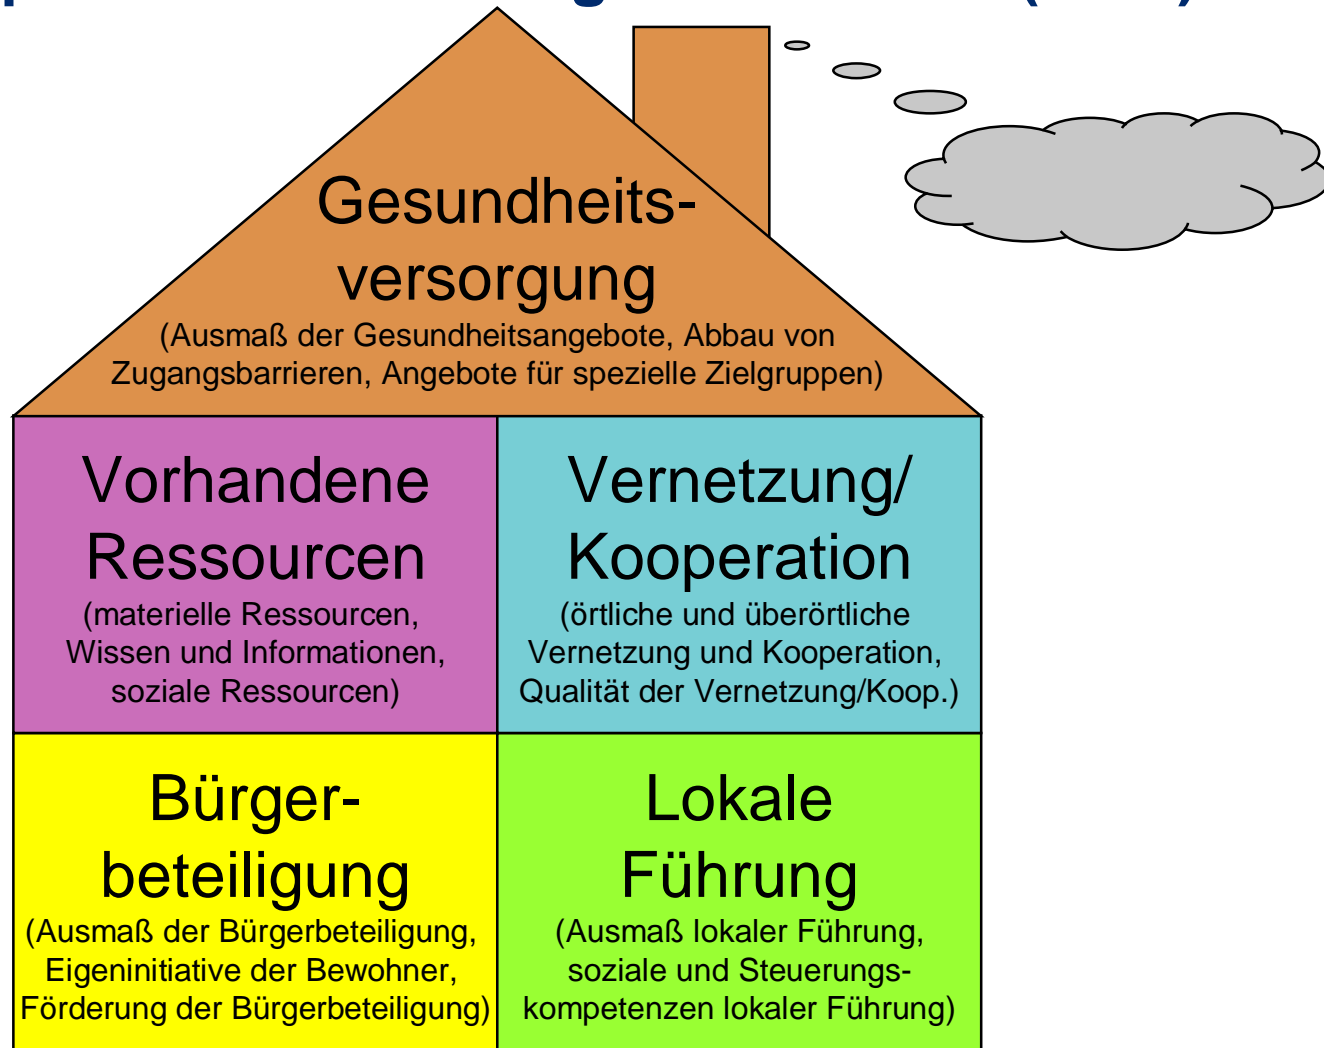 Gesundheits-
versorgung
(Ausmaß der Gesundheitsangebote, Abbau von
Zugangsbarrieren, Angebote für spezielle Zielgruppen)
Vorhandene
Ressourcen
(materielle Ressourcen,
Wissen und Informationen,
soziale Ressourcen)
Vernetzung/
Kooperation
(örtliche und überörtliche
Vernetzung und Kooperation,
Qualität der Vernetzung/Koop.)
Bürger-
beteiligung
(Ausmaß der Bürgerbeteiligung,
Eigeninitiative der Bewohner,
Förderung der Bürgerbeteiligung)
Lokale
Führung
(Ausmaß lokaler Führung,
soziale und Steuerungs-
kompetenzen lokaler Führung)